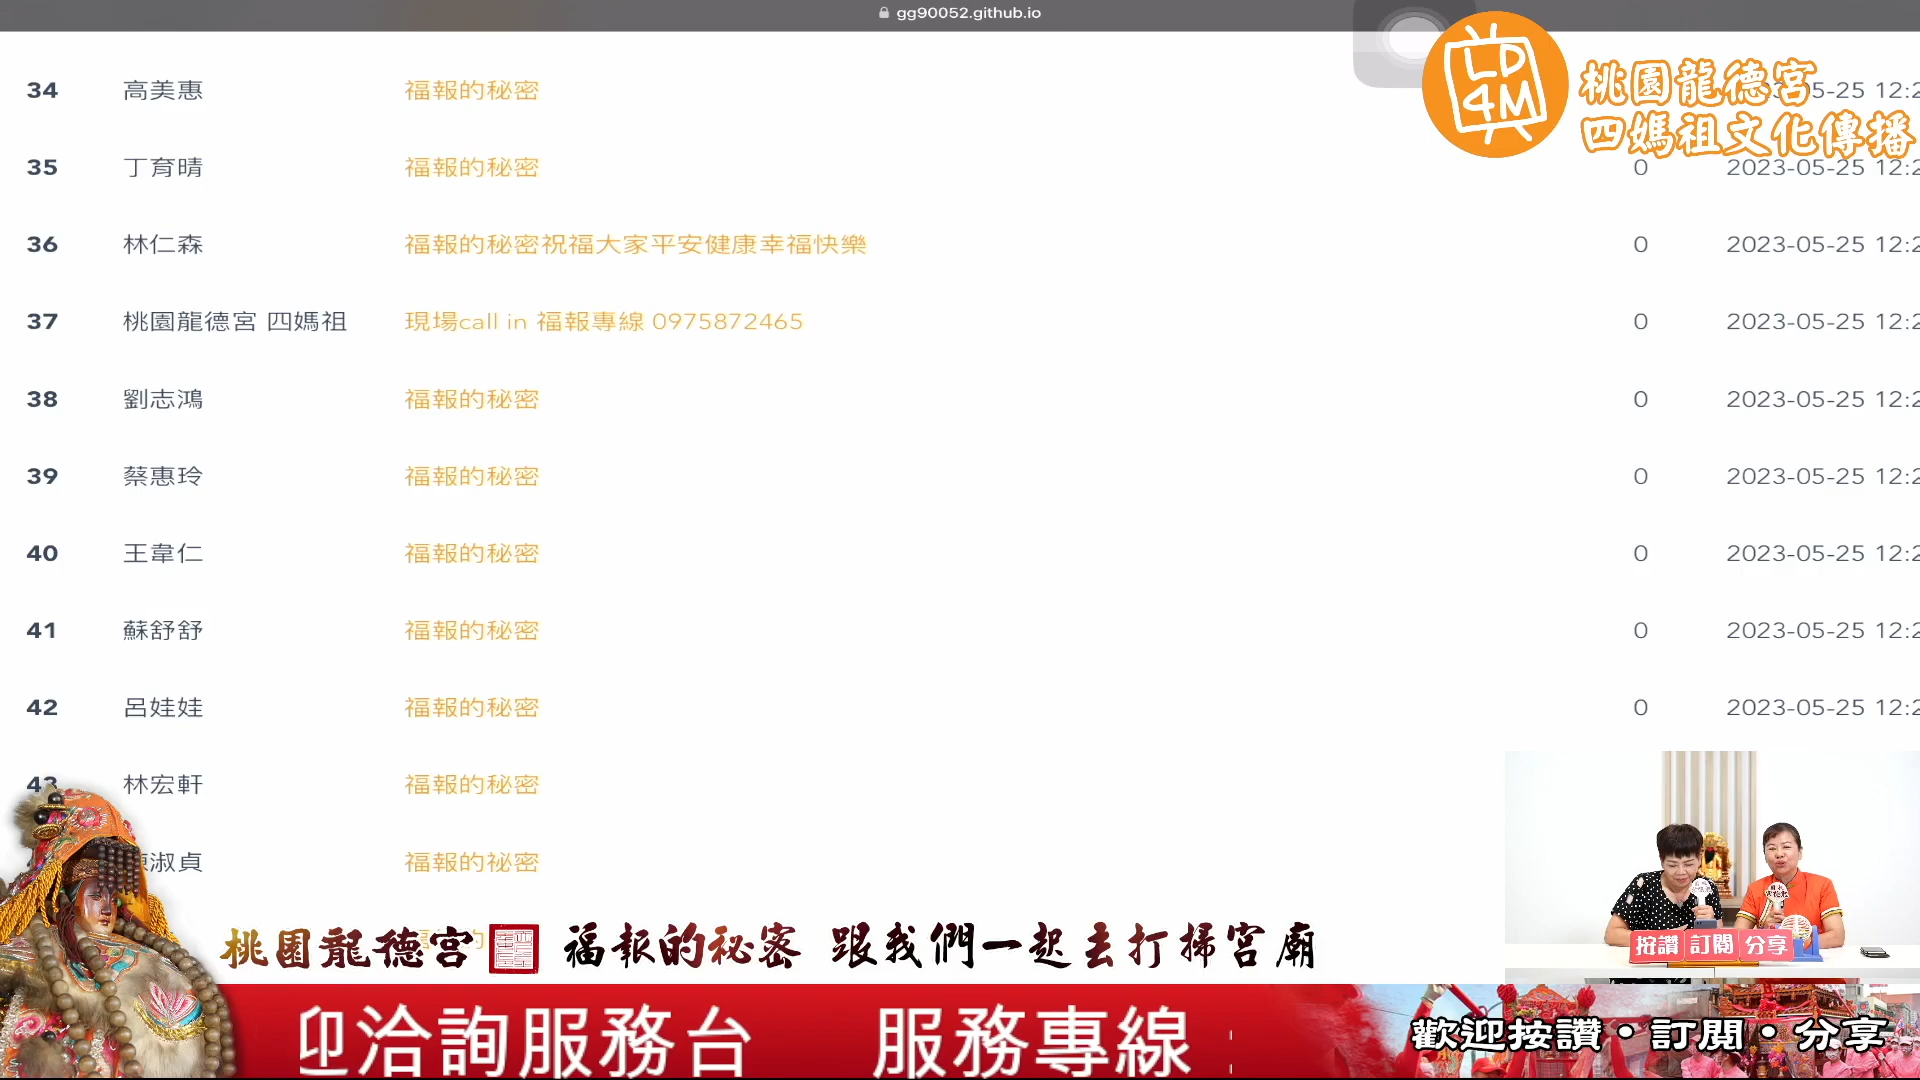 gg90052.github.io
LD
4M
桃園龍德宮
四媽祖文化傳播
34 高美惠 福報的秘密 05-25 12:2
35 丁育晴 福報的秘密 0 2023-05-25 12:2
36 林仁森 福報的秘密祝福大家平安健康幸福快樂 0 2023-05-25 12:2
37 桃園龍德宮 四媽祖 現場call in 福報專線 0975872465 0 2023-05-25 12:2
38 劉志鴻 福報的秘密 0 2023-05-25 12:2
39 蔡惠玲 福報的秘密 0 2023-05-25 12:2
40 王韋仁 福報的秘密 0 2023-05-25 12:2
41 蘇舒舒 福報的秘密 0 2023-05-25 12:2
42 呂娃娃 福報的秘密 0 2023-05-25 12:2
43 林宏軒 福報的秘密
淑貞 福報的祕密
按讚 訂閱 分享
桃園龍德宮 福報的秘密 跟我們一起去打掃宮廟
迎洽詢服務台 服務專線
歡迎按讚・訂閱・分享